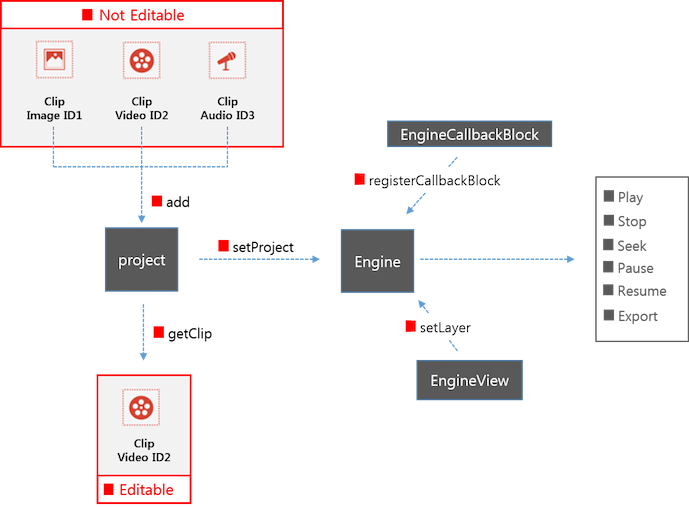 Not Editable
Clip
Image ID1
Clip
Video ID2
Clip
Audio ID3
EngineCallbackBlock
registerCallbackBlock
add
project
setProject
Engine
Play
Stop
Seek
Pause
Resume
Export
getClip
setLayer
EngineView
Clip
Video ID2
Editable